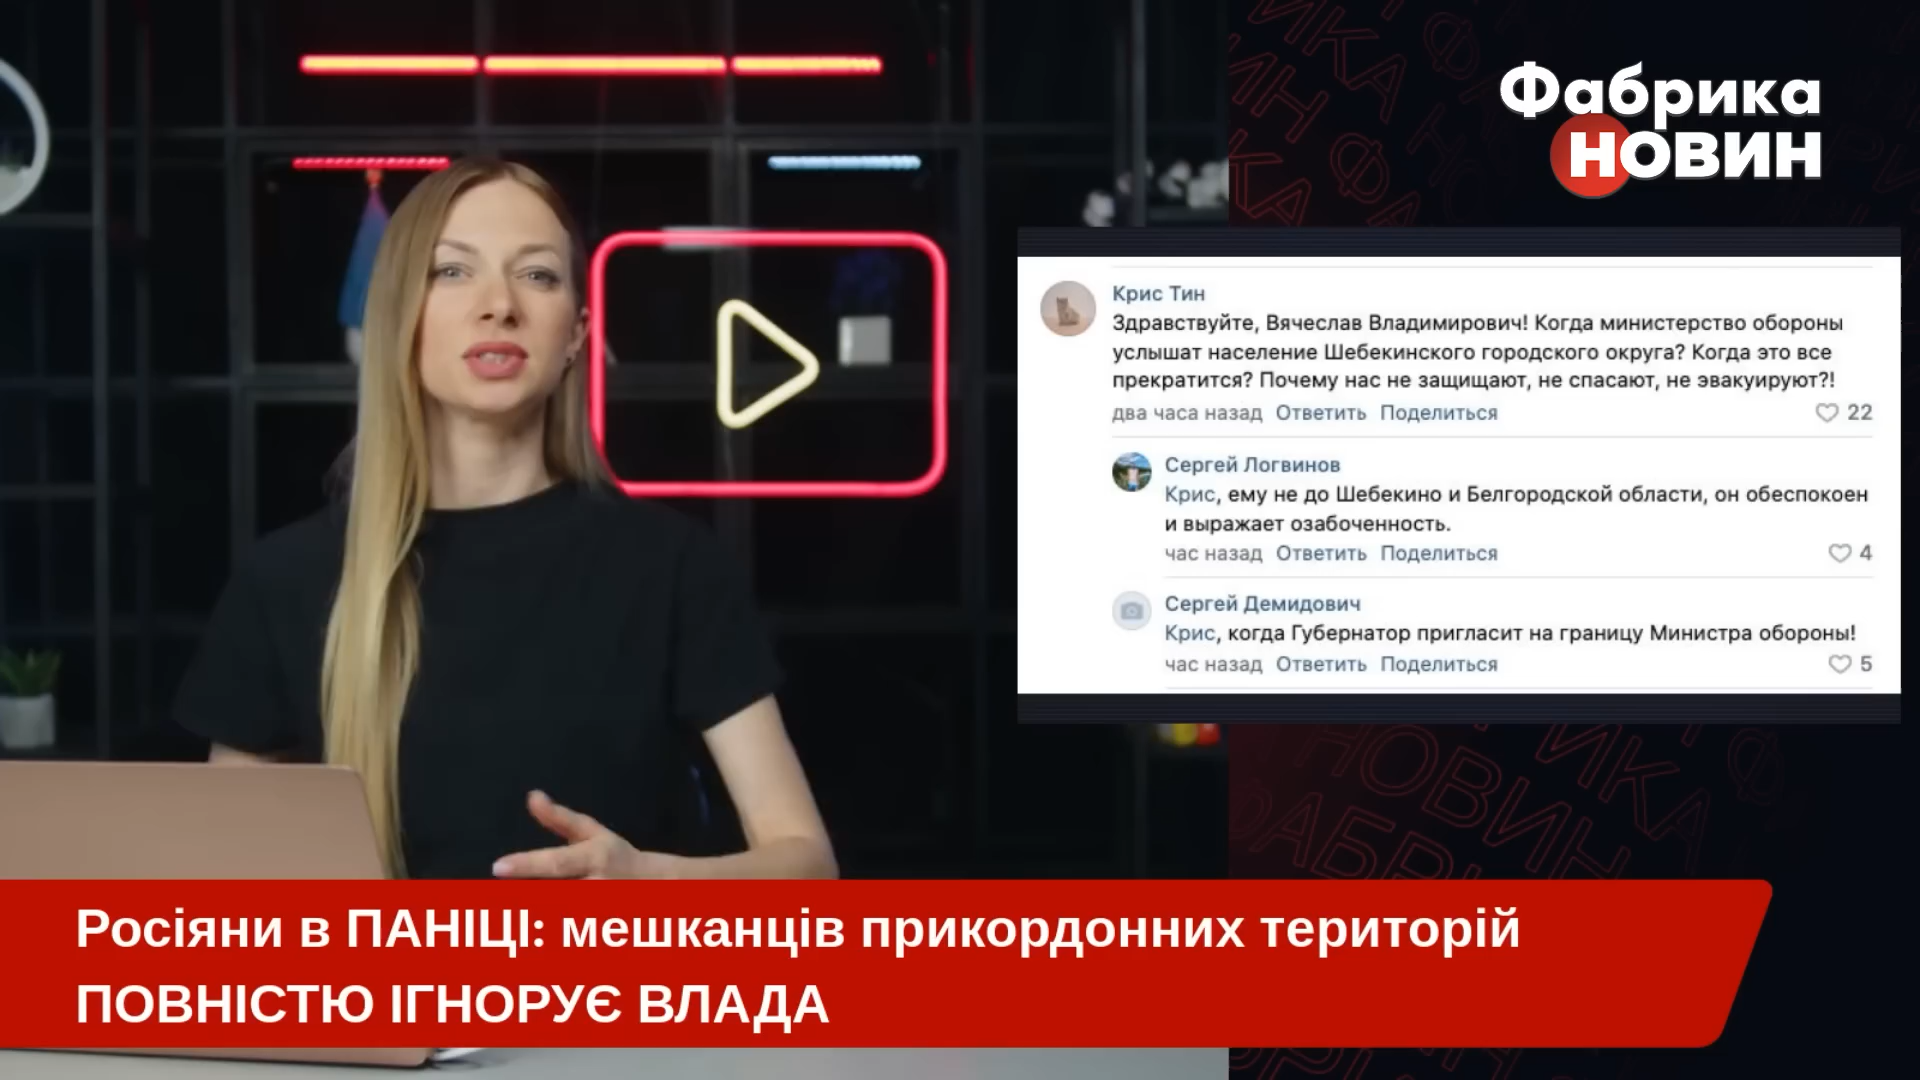 Фабрика
новин
Крис Тин
Здравствуйте, Вячеслав Владимирович! Когда министерство обороны
услышат население Шебекинского городского округа? Когда это все
прекратится? Почему нас не защищают, не спасают, не эвакуируют?!
два часа назад Ответить Поделиться 22
Сергей Логвинов
Крис, ему не до Шебекино и Белгородской области, он обеспокоен
и выражает озабоченность.
час назад Ответить Поделиться 4
Сергей Демидович
Крис, когда Губернатор пригласит на границу Министра обороны!
час назад Ответить Поделиться 5
Росіяни в ПАНІЦІ: мешканців прикордонних територій
ПОВНІСТЮ ІГНОРУЄ ВЛАДА